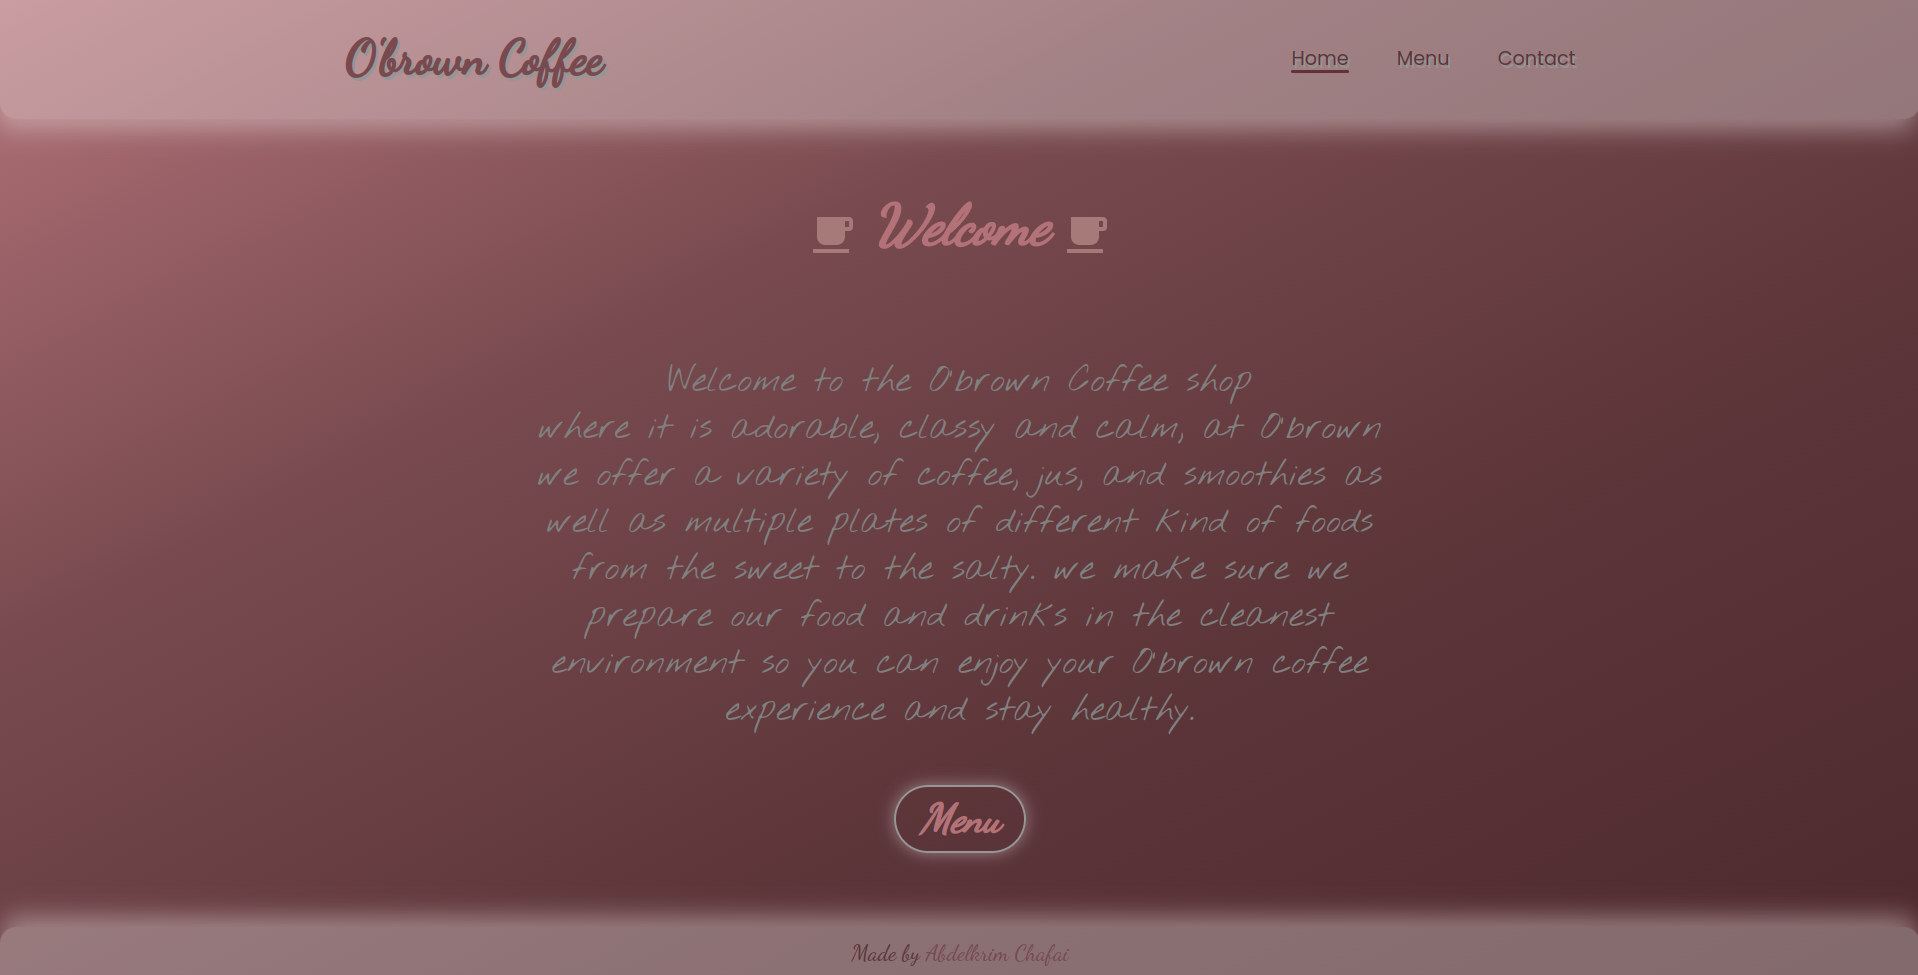 O'brown Coffee
Home Menu Contact
Welcome
Welcome to the O'brown Coffee shop
where it is adorable, classy and calm, at O'brown
we offer a variety of coffee, jus, and smoothies as
well as multiple plates of different kind of foods
from the sweet to the salty. we make sure we
prepare our food and drinks in the cleanest
environment so you can enjoy your O'brown coffee
experience and stay healthy.
Menu
Made by Abdelkrim Chafai